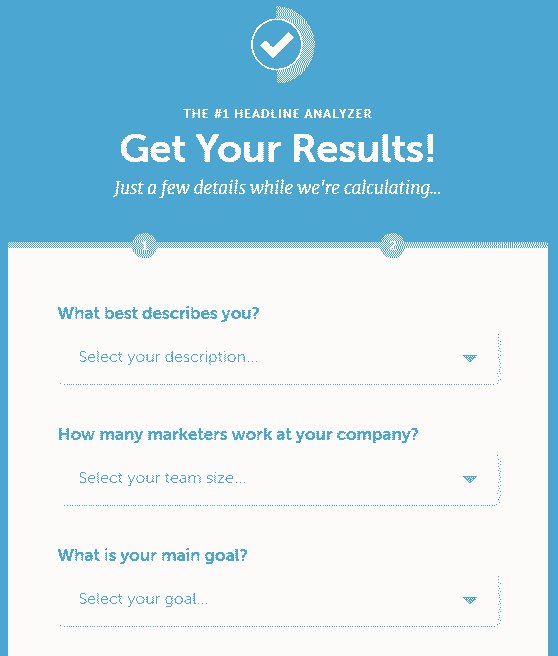 THE #1 HEADLINE ANALYZER
Get Your Results!
Just a few details while we're calculating...
1 2
What best describes you?
Select your description...
How many marketers work at your company?
Select your team size...
What is your main goal?
Select your goal...